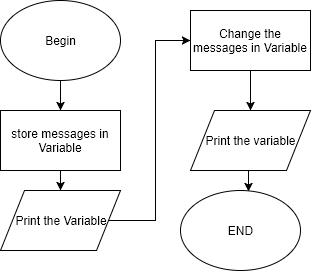 Begin
store messages in
Variable
Print the Variable
Change the
messages in Variable
Print the variable
END